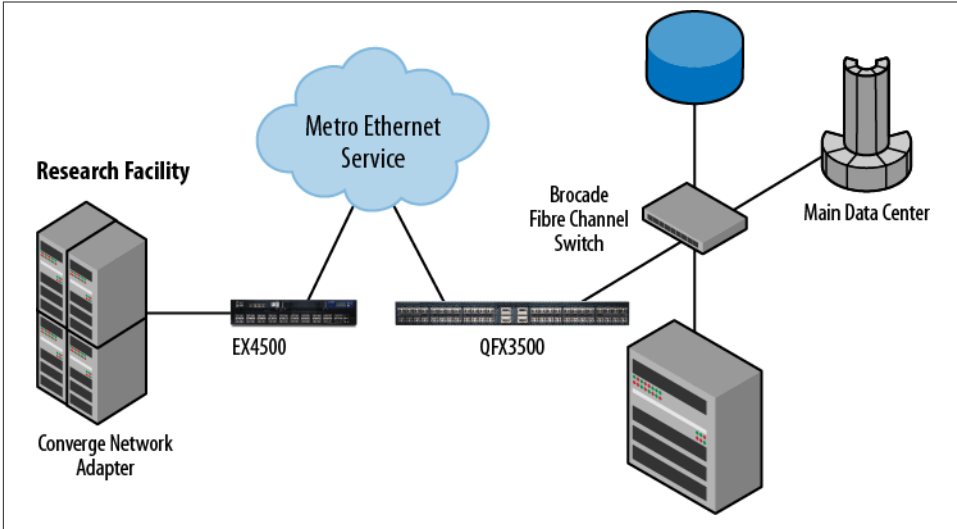 Metro Ethernet
Service
Research Facility
Brocade
Fibre Channel
Switch
Main Data Center
EX4500
QFX3500
Converge Network
Adapter